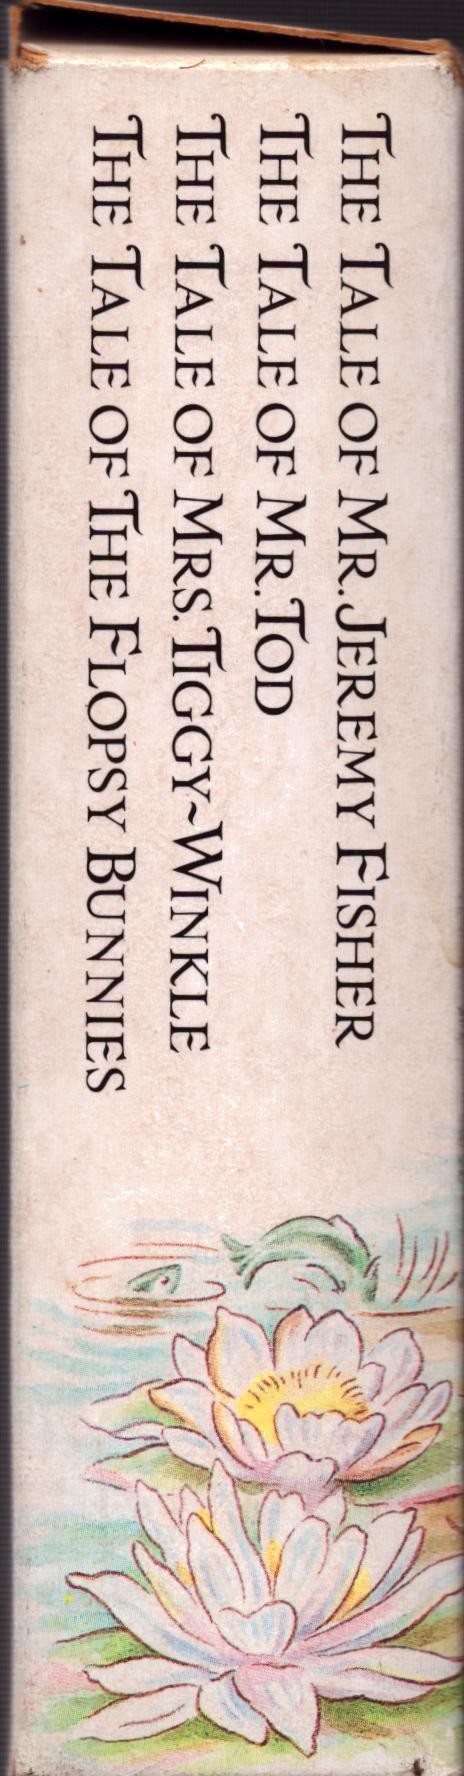 THE TALE OF MR. JEREMY FISHER
THE TALE OF MR. TOD
THE TALE OF MRS. TIGGY~WINKLE
THE TALE OF THE FLOPSY BUNNIES